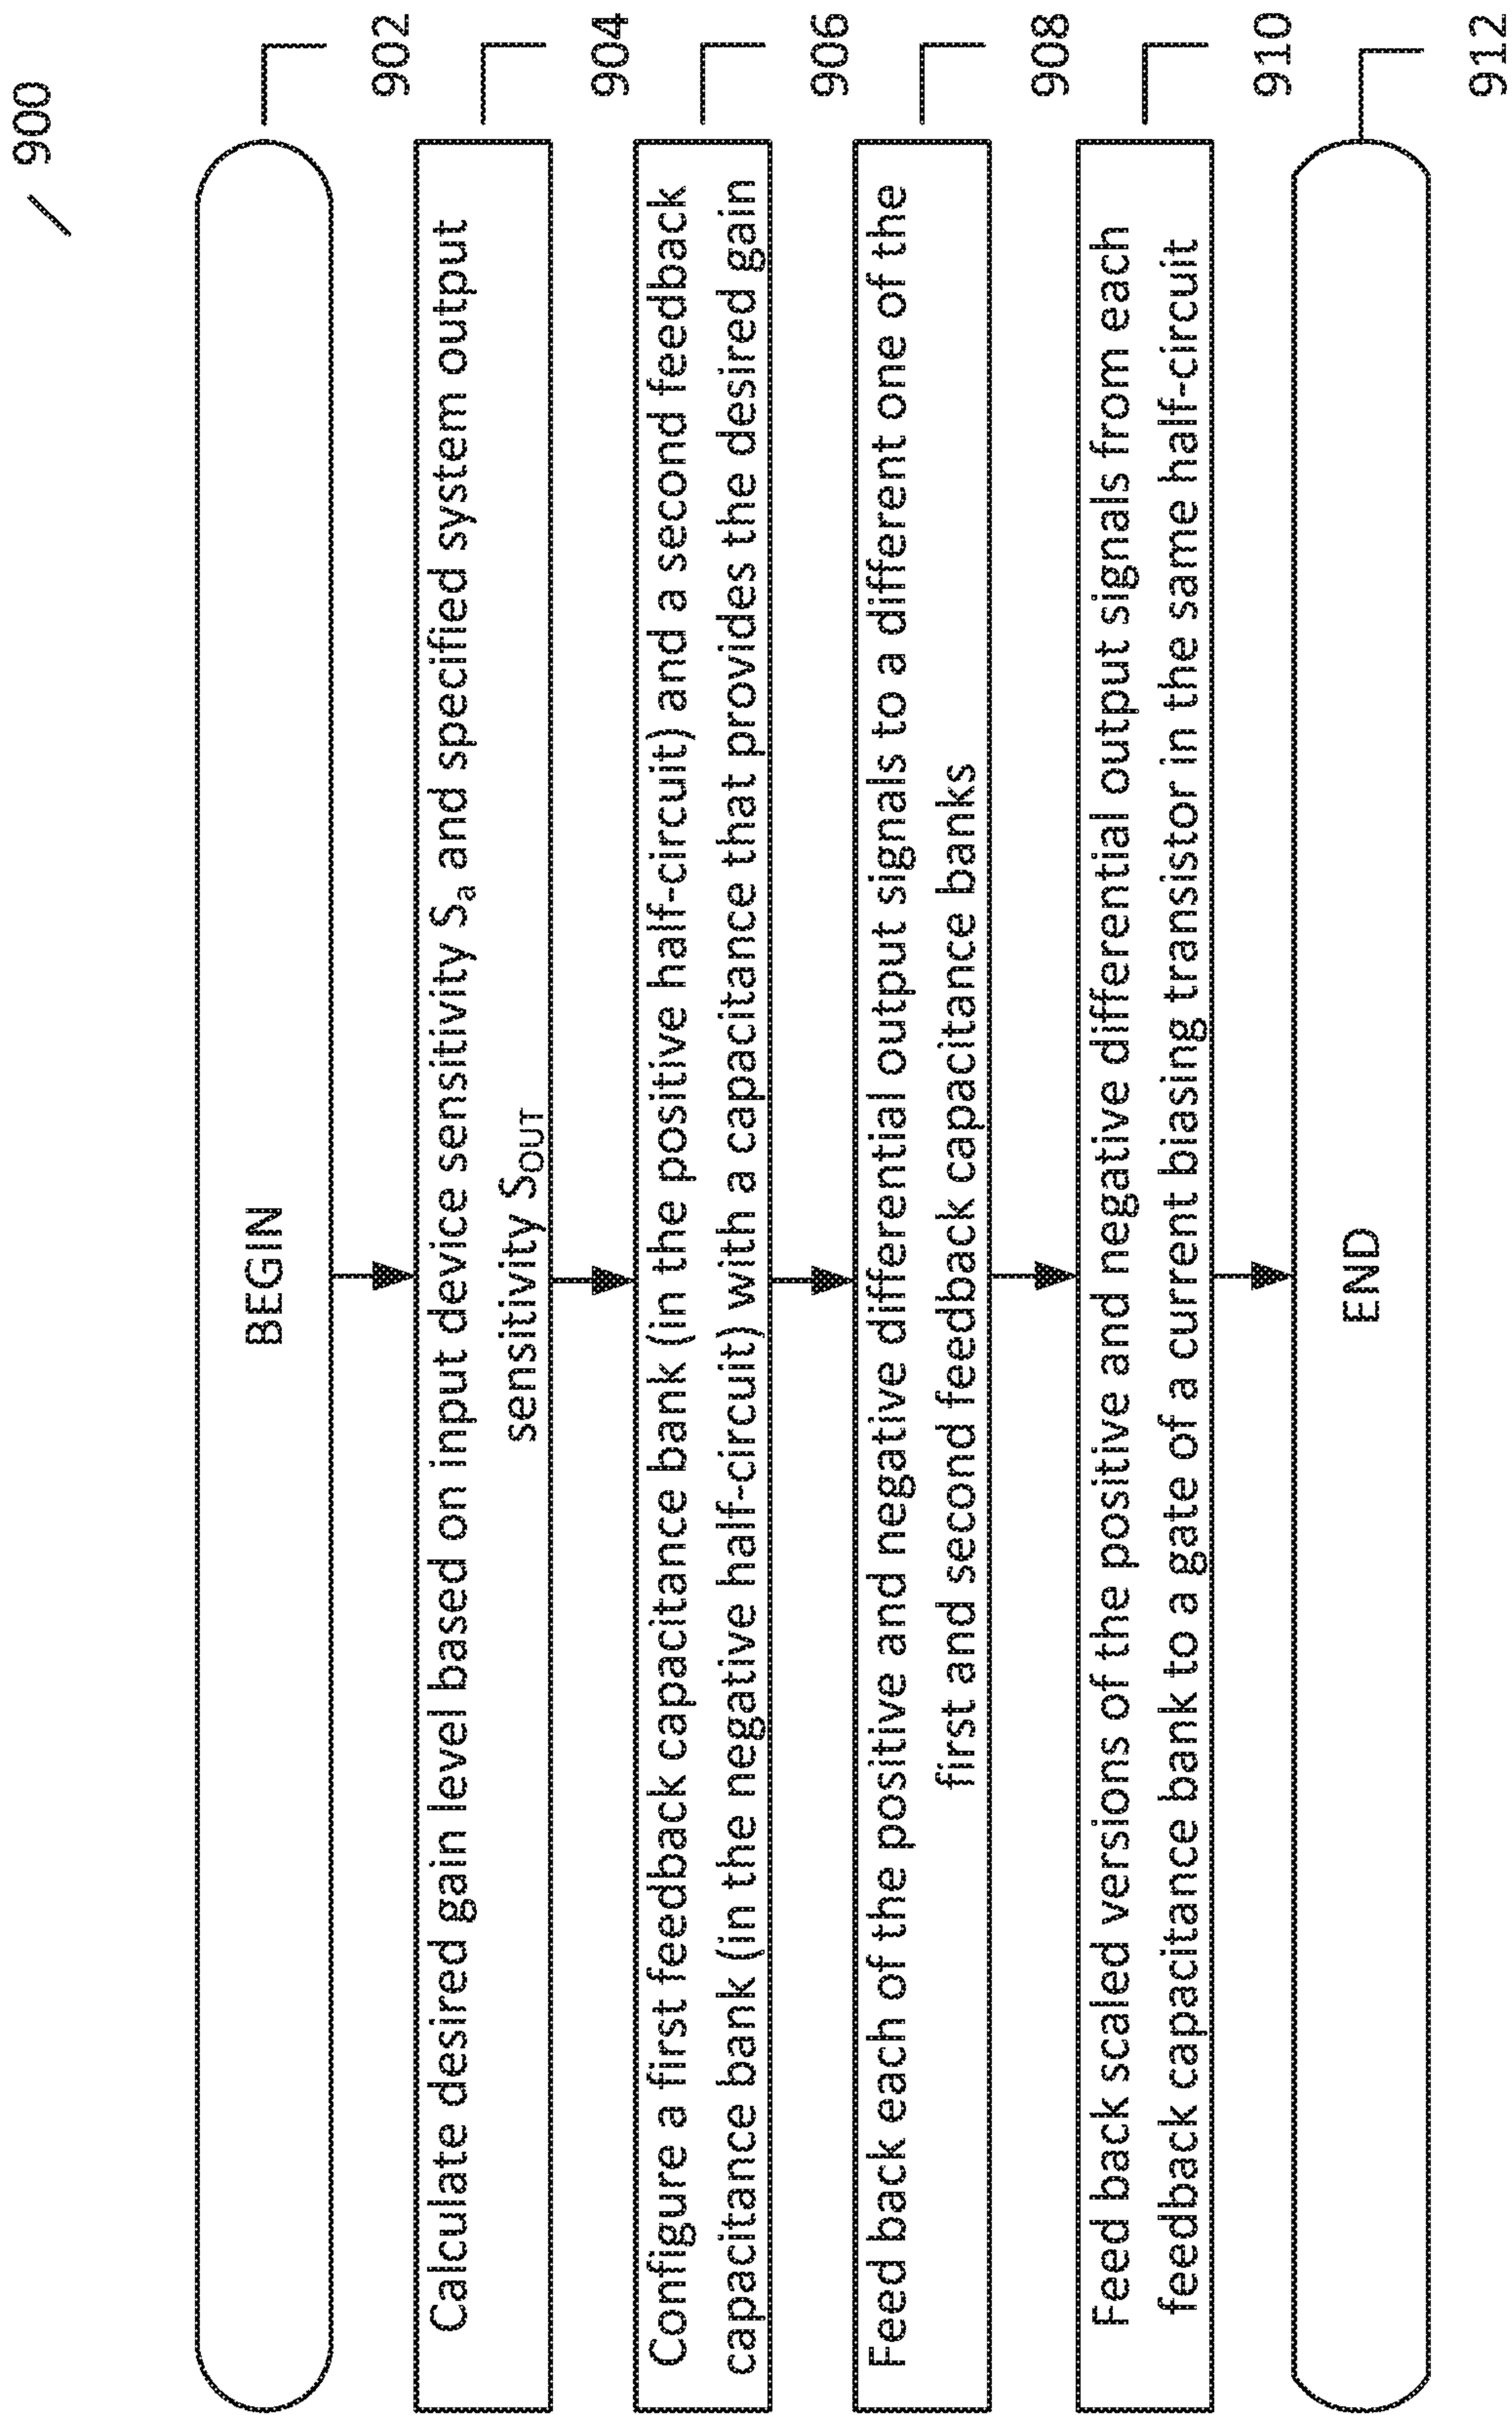 900
BEGIN
902
Calculate desired gain level based on input device sensitivity Sa and specified system output
sensitivity SOUT
904
Configure a first feedback capacitance bank (in the positive half-circuit) and a second feedback
capacitance bank (in the negative half-circuit) with a capacitance that provides the desired gain
906
Feed back each of the positive and negative differential output signals to a different one of the
first and second feedback capacitance banks
908
Feed back scaled versions of the positive and negative differential output signals from each
feedback capacitance bank to a gate of a current biasing transistor in the same half-circuit
910
END
912